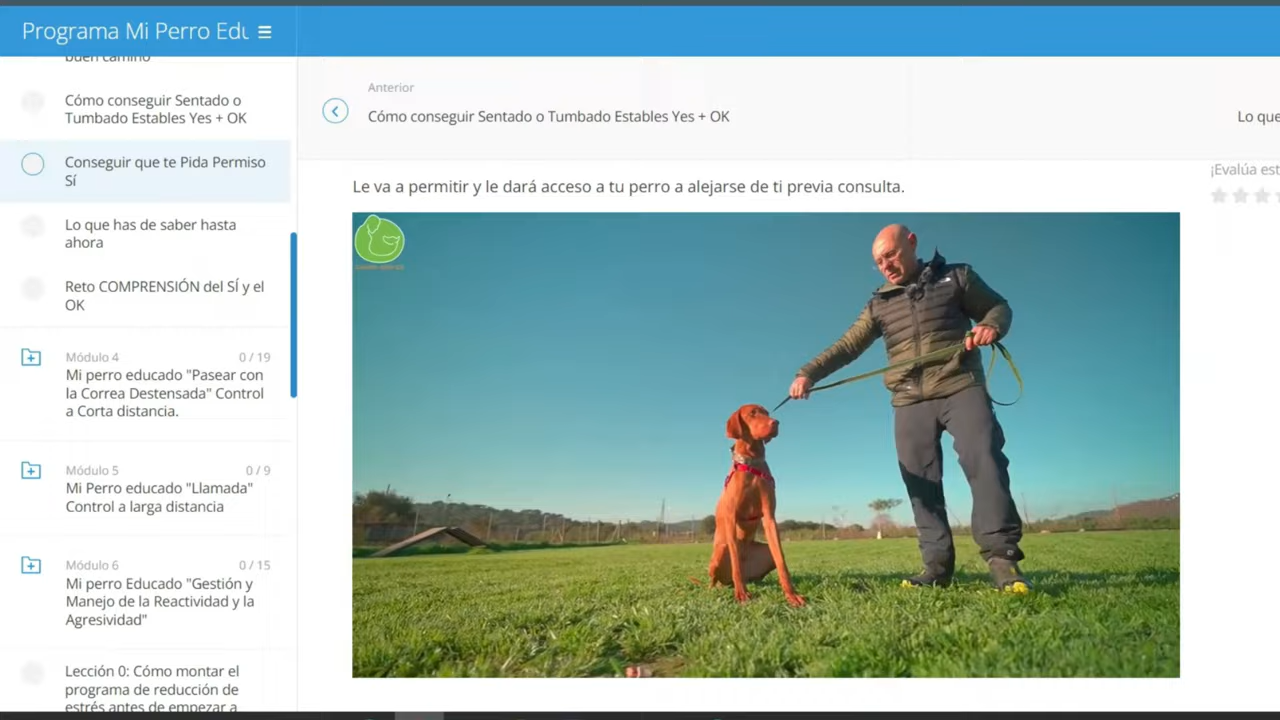 Programa Mi Perro Edu
buen camino
Cómo conseguir Sentado o
Tumbado Estables Yes + OK
Conseguir que te Pida Permiso
Sí
Lo que has de saber hasta
ahora
Reto COMPRENSIÓN del SÍ y el
OK
Módulo 4
0 / 19
Mi perro educado "Pasear con
la Correa Destensada" Control
a Corta distancia.
Módulo 5
0 / 9
Mi Perro educado "Llamada"
Control a larga distancia
Módulo 6
0 / 15
Mi perro Educado "Gestión y
Manejo de la Reactividad y la
Agresividad"
Lección 0: Cómo montar el
programa de reducción de
estrés antes de empezar a
Anterior
Cómo conseguir Sentado o Tumbado Estables Yes + OK
Lo que
¡Evalúa est
Le va a permitir y le dará acceso a tu perro a alejarse de ti previa consulta.